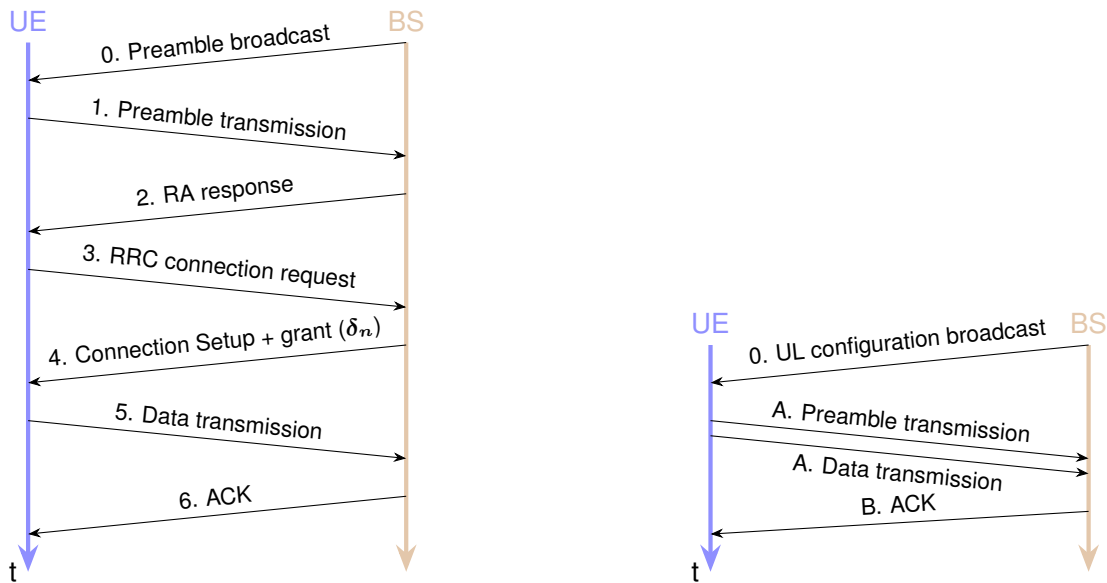 UE
BS
0. Preamble broadcast
1. Preamble transmission
2. RA response
3. RRC connection request
4. Connection Setup + grant (δₙ)
5. Data transmission
6. ACK
t
UE
BS
0. UL configuration broadcast
A. Preamble transmission
A. Data transmission
B. ACK
t